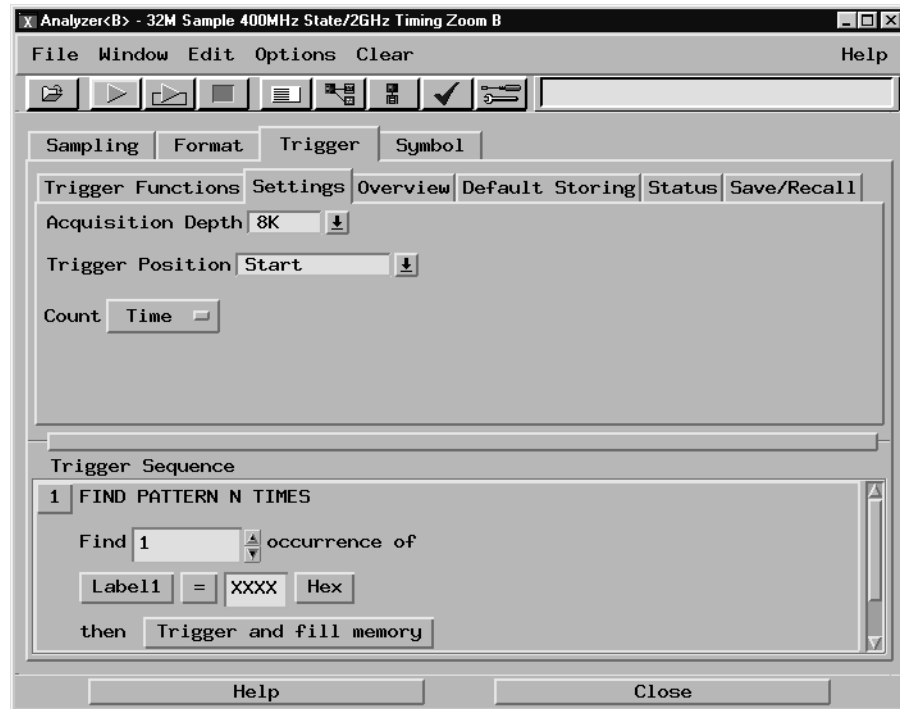 X Analyzer<B> - 32M Sample 400MHz State/2GHz Timing Zoom B
File Window Edit Options Clear Help
Sampling Format Trigger Symbol
Trigger Functions Settings Overview Default Storing Status Save/Recall
Acquisition Depth 8K
Trigger Position Start
Count Time
Trigger Sequence
1 FIND PATTERN N TIMES
Find 1 occurrence of
Label1 = XXXX Hex
then Trigger and fill memory
Help Close